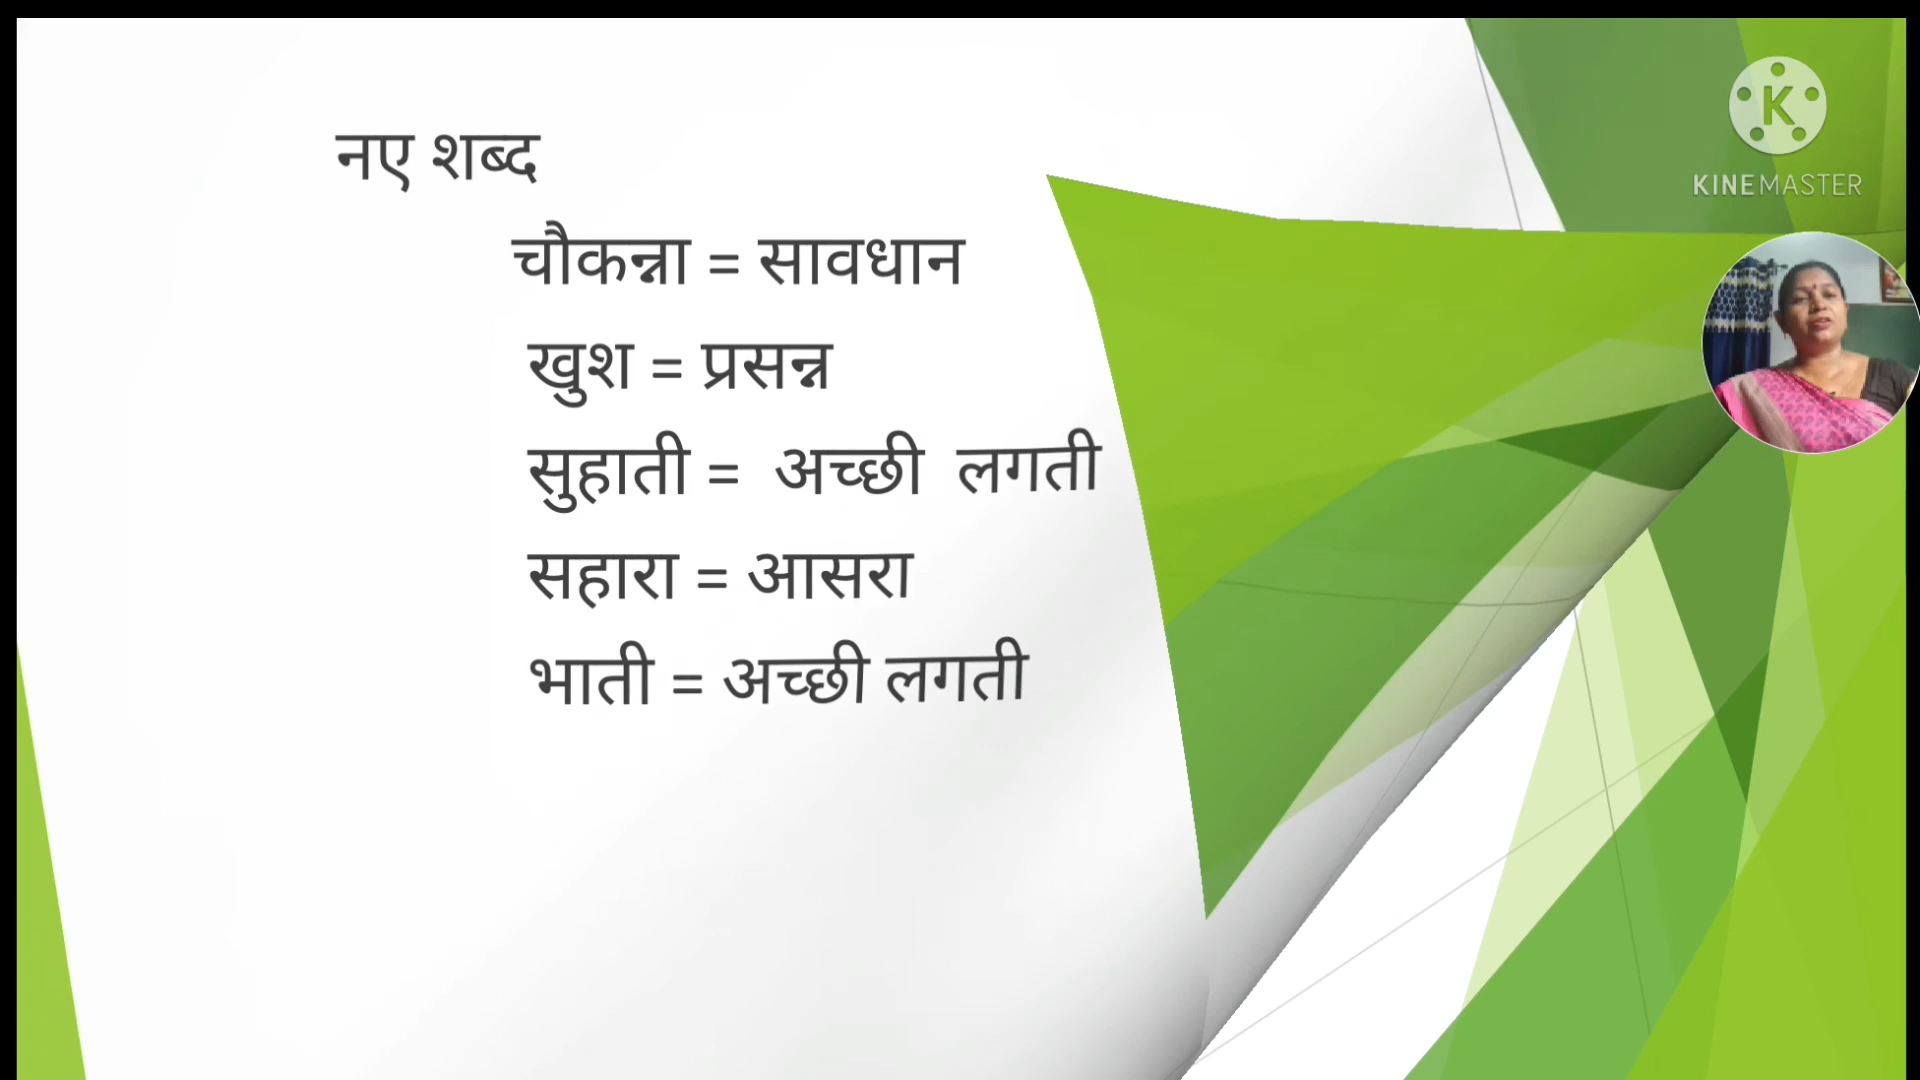 नए शब्द
चौकन्ना = सावधान
खुश = प्रसन्न
सुहाती = अच्छी लगती
सहारा = आसरा
भाती = अच्छी लगती
K
KINEMASTER